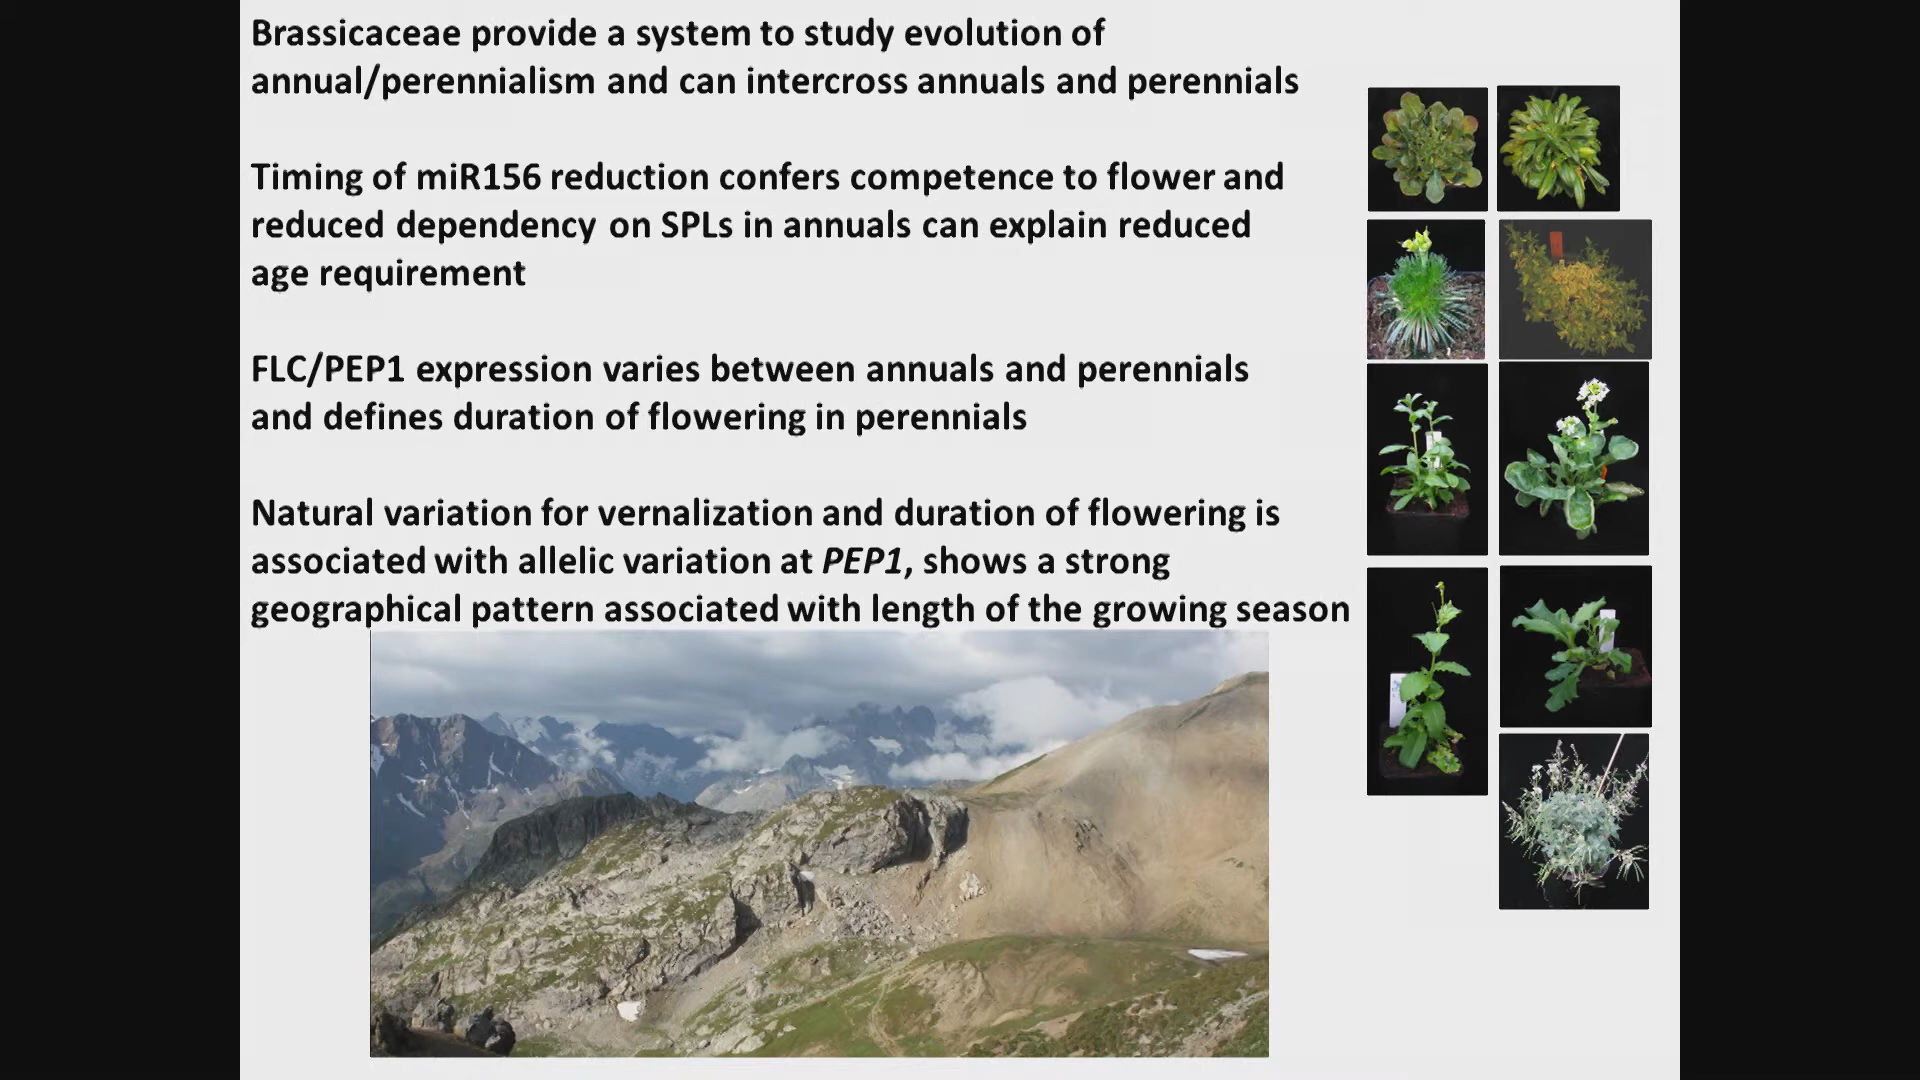 Brassicaceae provide a system to study evolution of
annual/perennialism and can intercross annuals and perennials
Timing of miR156 reduction confers competence to flower and
reduced dependency on SPLs in annuals can explain reduced
age requirement
FLC/PEP1 expression varies between annuals and perennials
and defines duration of flowering in perennials
Natural variation for vernalization and duration of flowering is
associated with allelic variation at PEP1, shows a strong
geographical pattern associated with length of the growing season